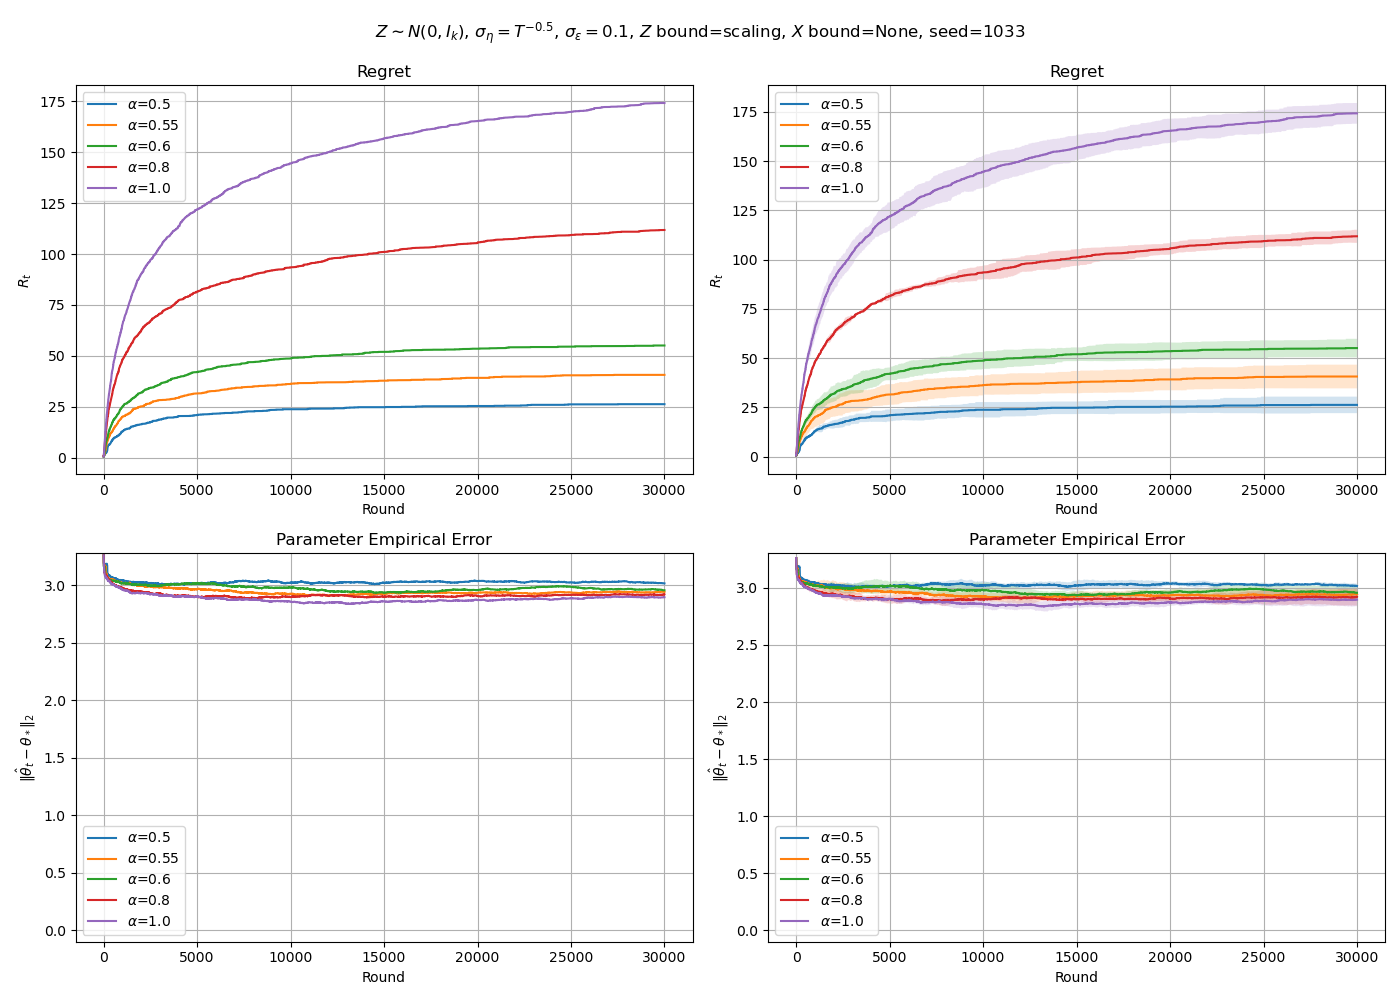 Z ∼ N(0, I_k), σ_η = T^{−0.5}, σ_ε = 0.1, Z bound=scaling, X bound=None, seed=1033
Regret
R_t
175
150
125
100
75
50
25
0
α=0.5
α=0.55
α=0.6
α=0.8
α=1.0
0 5000 10000 15000 20000 25000 30000
Round
Regret
R_t
175
150
125
100
75
50
25
0
α=0.5
α=0.55
α=0.6
α=0.8
α=1.0
0 5000 10000 15000 20000 25000 30000
Round
Parameter Empirical Error
‖θ̂_t − θ_*‖_2
3.0
2.5
2.0
1.5
1.0
0.5
0.0
α=0.5
α=0.55
α=0.6
α=0.8
α=1.0
0 5000 10000 15000 20000 25000 30000
Round
Parameter Empirical Error
‖θ̂_t − θ_*‖_2
3.0
2.5
2.0
1.5
1.0
0.5
0.0
α=0.5
α=0.55
α=0.6
α=0.8
α=1.0
0 5000 10000 15000 20000 25000 30000
Round